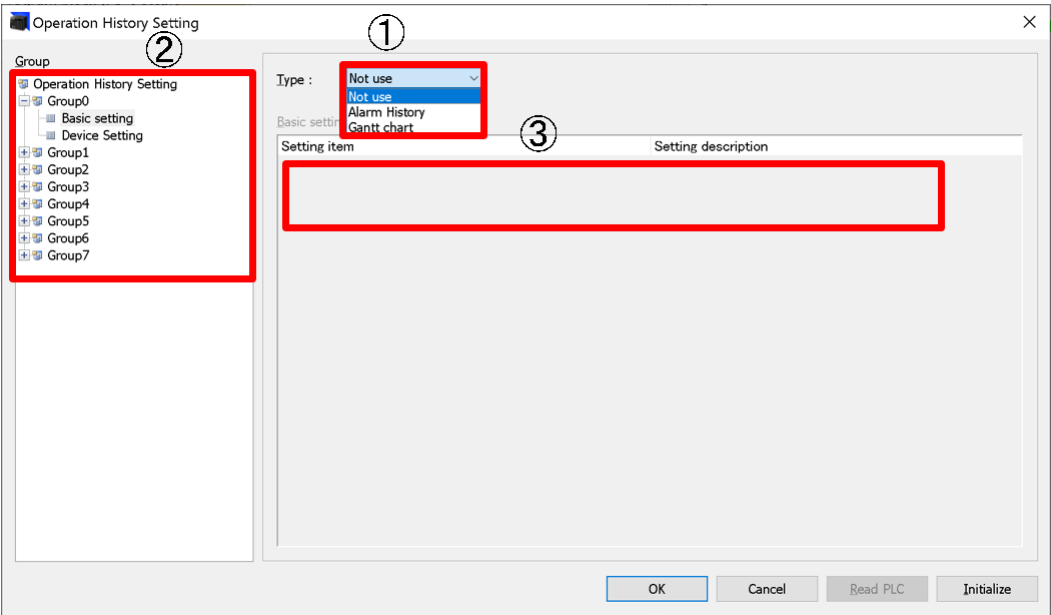 Operation History Setting
①
②
Group
Operation History Setting
Group0
Basic setting
Device Setting
Group1
Group2
Group3
Group4
Group5
Group6
Group7
Type :
Not use
Not use
Alarm History
Gantt chart
③
Setting item
Setting description
OK
Cancel
Read PLC
Initialize